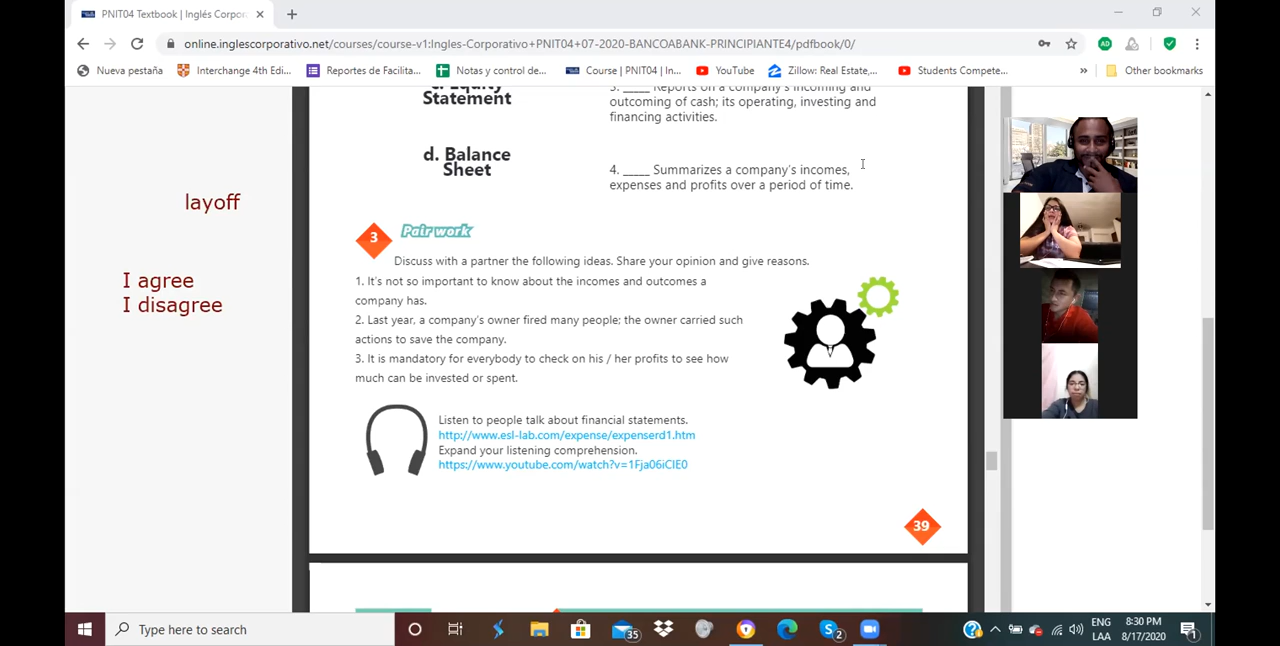 PNIT04 Textbook | Inglés Corpor
online.inglescorporativo.net/courses/course-v1:Ingles-Corporativo+PNIT04+07-2020-BANCOABANK-PRINCIPIANTE4/pdfbook/0/
Nueva pestaña
Interchange 4th Edi...
Reportes de Facilita...
Notas y control de...
Course | PNIT04 | In...
YouTube
Zillow: Real Estate,...
Students Compete...
»
Other bookmarks
AD
c. Equity
Statement
3. _____ Reports on a company's incoming and
outcoming of cash; its operating, investing and
financing activities.
d. Balance
Sheet
4. _____ Summarizes a company's incomes,
expenses and profits over a period of time.
layoff
I agree
I disagree
3
Pair work
Discuss with a partner the following ideas. Share your opinion and give reasons.
1. It's not so important to know about the incomes and outcomes a
company has.
2. Last year, a company's owner fired many people; the owner carried such
actions to save the company.
3. It is mandatory for everybody to check on his / her profits to see how
much can be invested or spent.
Listen to people talk about financial statements.
http://www.esl-lab.com/expense/expenserd1.htm
Expand your listening comprehension.
https://www.youtube.com/watch?v=1Fja06iCIE0
39
Type here to search
35
2
ENG
LAA
8:30 PM
8/17/2020
1